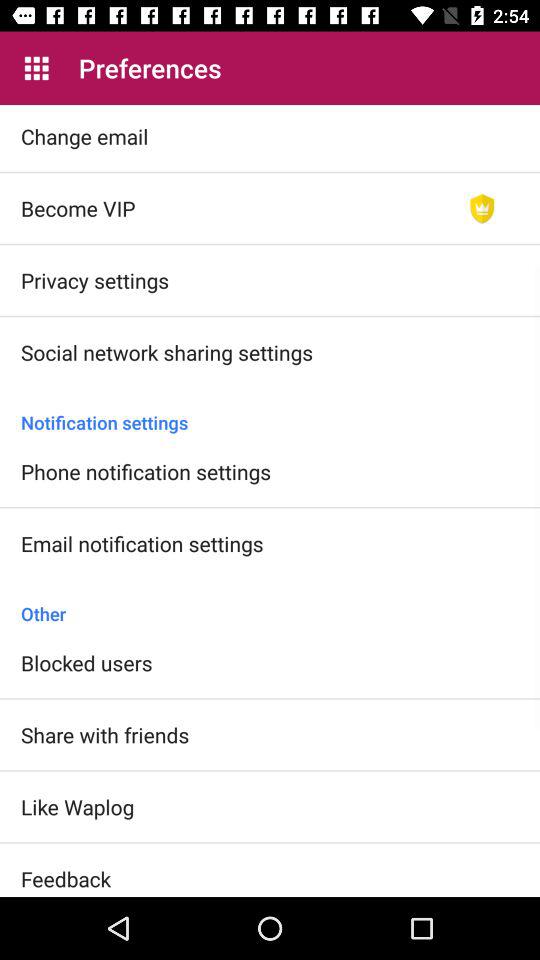 2:54
Preferences
Change email
Become VIP
Privacy settings
Social network sharing settings
Notification settings
Phone notification settings
Email notification settings
Other
Blocked users
Share with friends
Like Waplog
Feedback